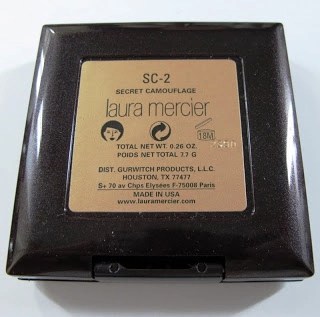 SC-2
SECRET CAMOUFLAGE
laura mercier
18M
TOTAL NET WT. 0.26 OZ.
POIDS NET TOTAL 7.7 G
DIST. GURWITCH PRODUCTS, L.L.C.
HOUSTON, TX 77477
S+ 70 av Chps Elysées F-75008 Paris
MADE IN USA
www.lauramercier.com